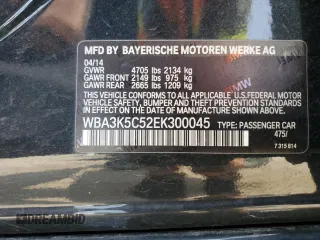 MFD BY BAYERISCHE MOTOREN WERKE AG
04/14
GVWR 4705 lbs 2134 kg
GAWR FRONT 2149 lbs 975 kg
GAWR REAR 2665 lbs 1209 kg
THIS VEHICLE CONFORMS TO ALL
APPLICABLE U.S. FEDERAL MOTOR
VEHICLE SAFETY, BUMPER, AND
THEFT PREVENTION STANDARDS
IN EFFECT ON THE DATE OF
MANUFACTURE SHOWN ABOVE.
WBA3K5C52EK300045 TYPE: PASSENGER CAR
475/
7 315 814
DREAMBID